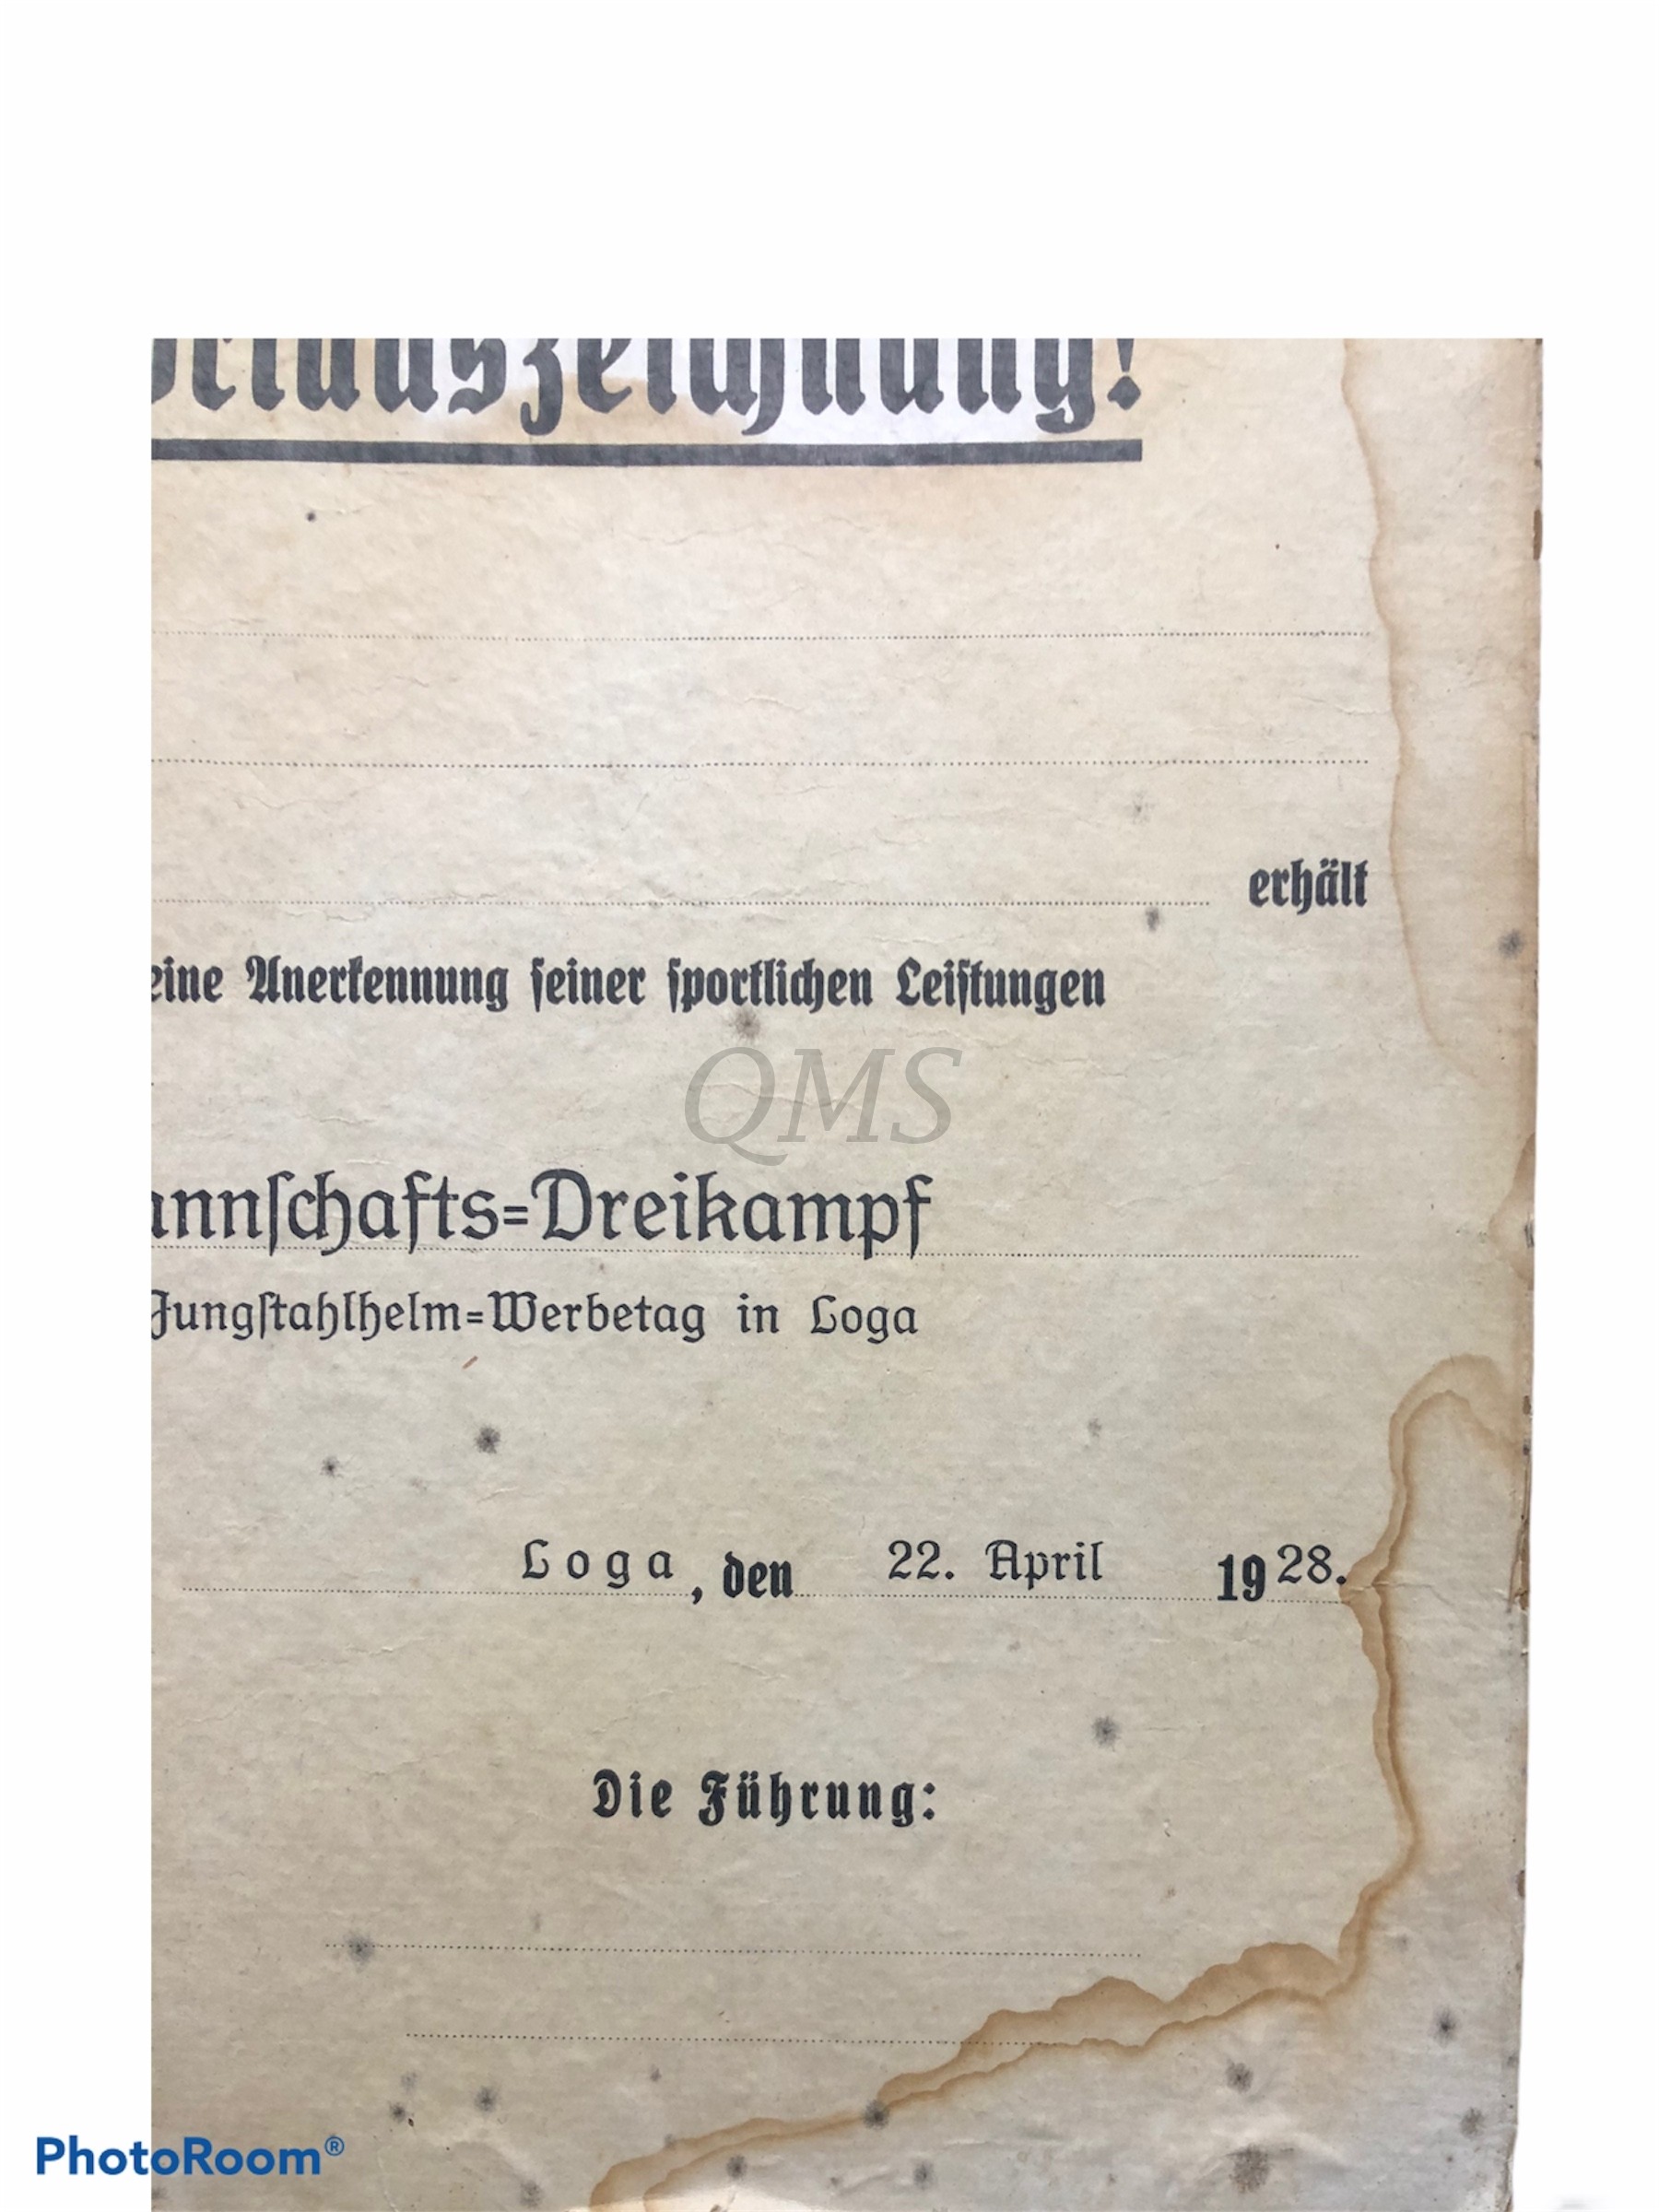 ortauszeichnung!
erhält
eine Anerkennung seiner sportlichen Leistungen
QMS
annschafts=Dreikampf
Jungstahlhelm=Werbetag in Loga
Loga, den 22. April 1928.
Die Führung:
PhotoRoom®